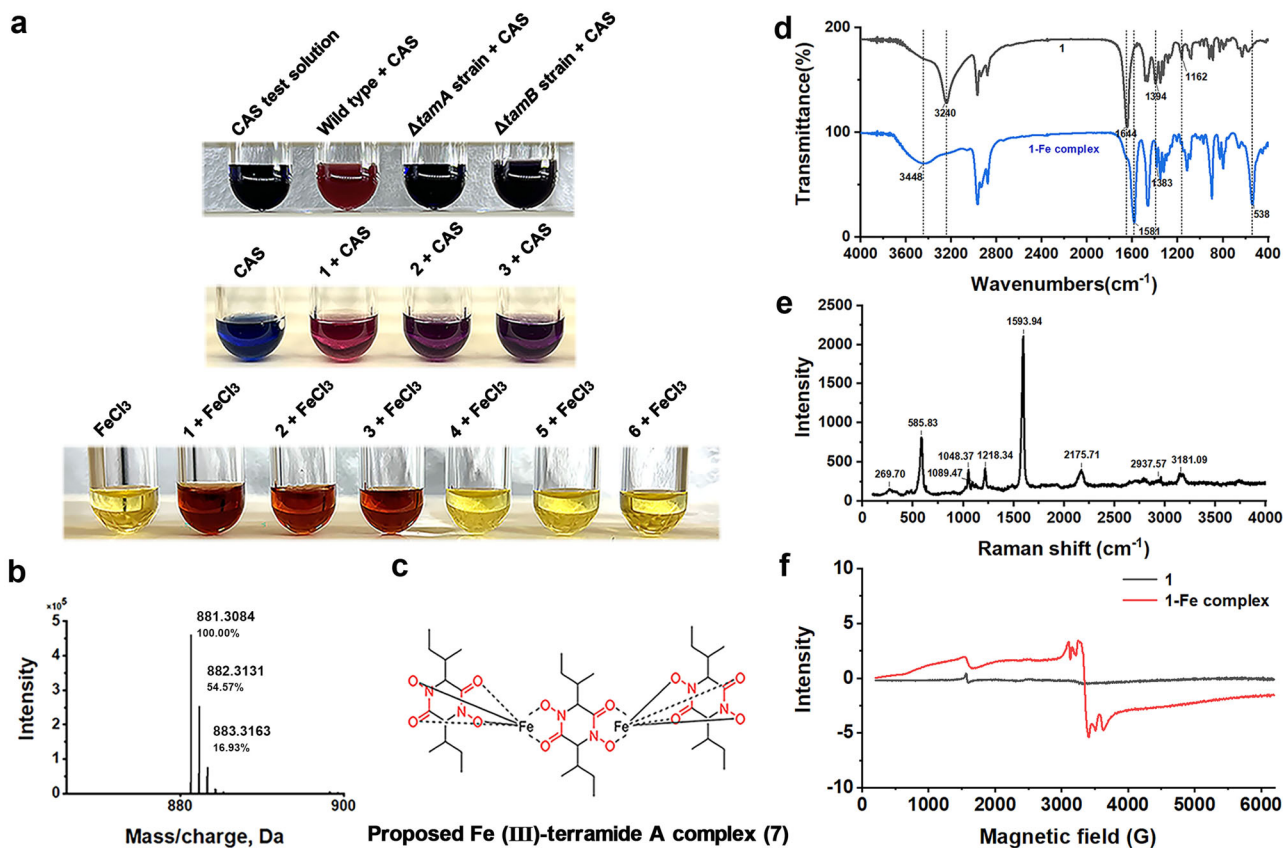 a
CAS test solution
Wild type + CAS
ΔtamA strain + CAS
ΔtamB strain + CAS
CAS
1 + CAS
2 + CAS
3 + CAS
FeCl3
1 + FeCl3
2 + FeCl3
3 + FeCl3
4 + FeCl3
5 + FeCl3
6 + FeCl3
b
×10⁵
5
4
3
2
1
0
Intensity
881.3084
100.00%
882.3131
54.57%
883.3163
16.93%
880
900
Mass/charge, Da
c
O
N
O
O
N
O
Fe
O
N
O
O
N
O
Fe
O
N
O
O
N
O
Proposed Fe (III)-terramide A complex (7)
d
200
100
0
Transmittance(%)
1
3240
1644
1394
1162
1-Fe complex
3448
1581
1383
538
4000 3600 2800 2000 1600 1200 800 400
Wavenumbers(cm⁻¹)
e
2500
2000
1500
1000
500
0
Intensity
269.70
585.83
1048.37
1089.47
1218.34
1593.94
2175.71
2937.57
3181.09
0 500 1000 1500 2000 2500 3000 3500 4000
Raman shift (cm⁻¹)
f
10
5
0
-5
-10
Intensity
1
1-Fe complex
0 1000 2000 3000 4000 5000 6000
Magnetic field (G)